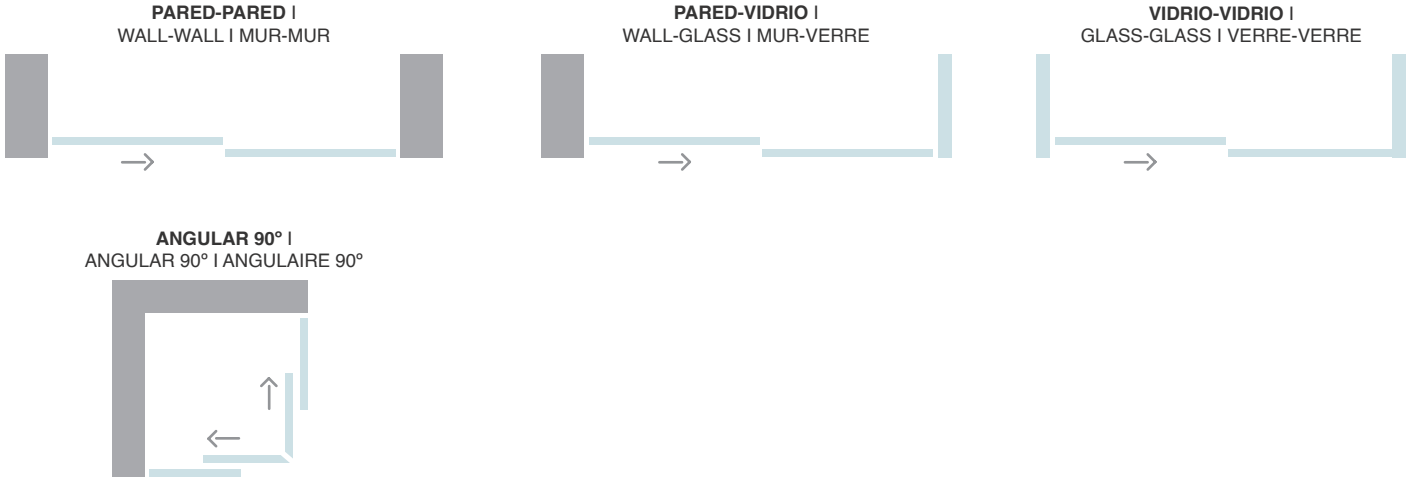 PARED-PARED I
WALL-WALL I MUR-MUR
PARED-VIDRIO I
WALL-GLASS I MUR-VERRE
VIDRIO-VIDRIO I
GLASS-GLASS I VERRE-VERRE
ANGULAR 90º I
ANGULAR 90º I ANGULAIRE 90º